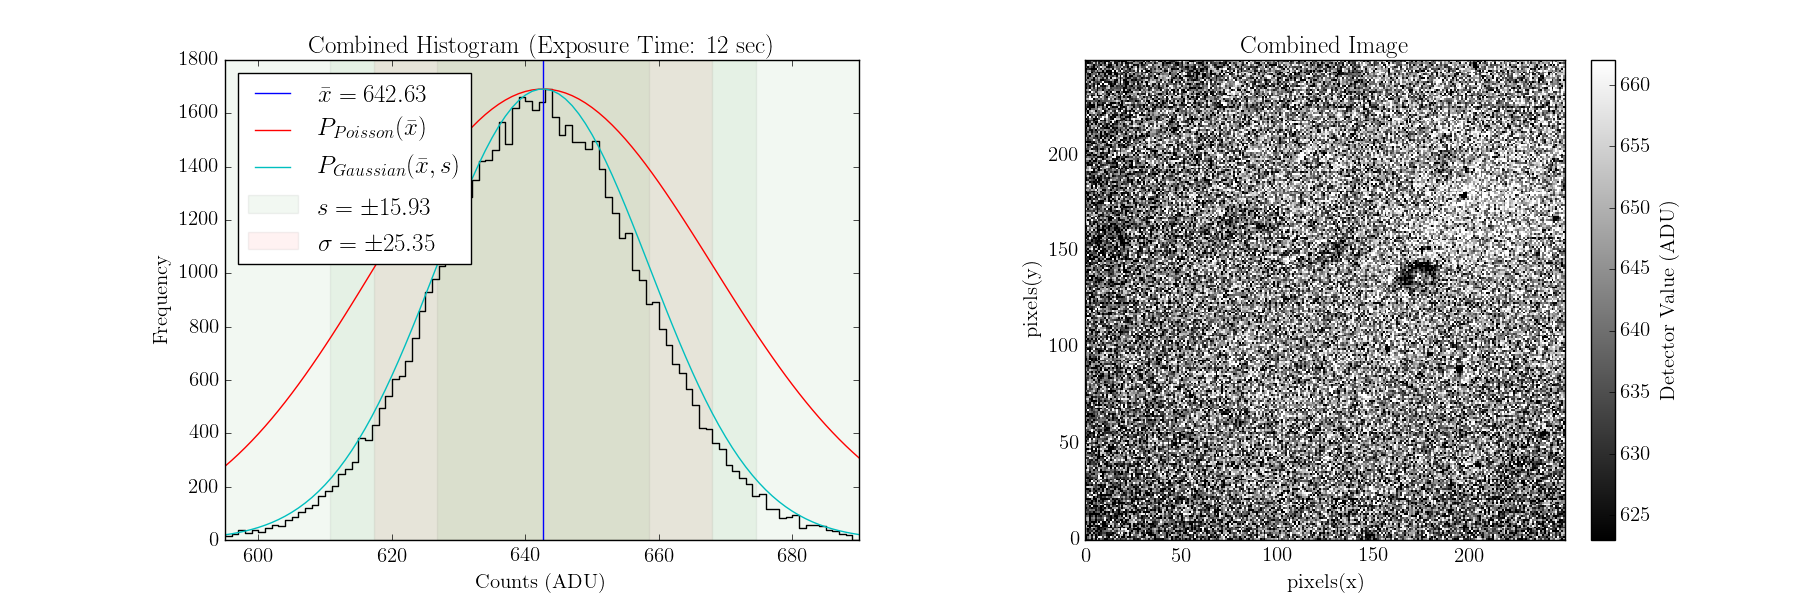 Combined Histogram (Exposure Time: 12 sec)
1800
1600
1400
1200
1000
800
600
400
200
0
Frequency
x̄ = 642.63
P_Poisson(x̄)
P_Gaussian(x̄, s)
s = ±15.93
σ = ±25.35
600 620 640 660 680
Counts (ADU)
Combined Image
200
150
100
50
0
pixels(y)
0 50 100 150 200
pixels(x)
660
655
650
645
640
635
630
625
Detector Value (ADU)